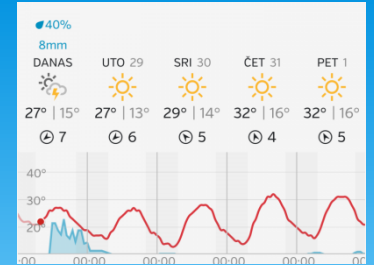 40%
8mm
DANAS UTO 29 SRI 30 ČET 31 PET 1
27° | 15° 27° | 13° 29° | 14° 32° | 16° 32° | 16°
7 6 5 4 5
40°
30°
20°
:00 00:00 00:00 00:00 00:00 00